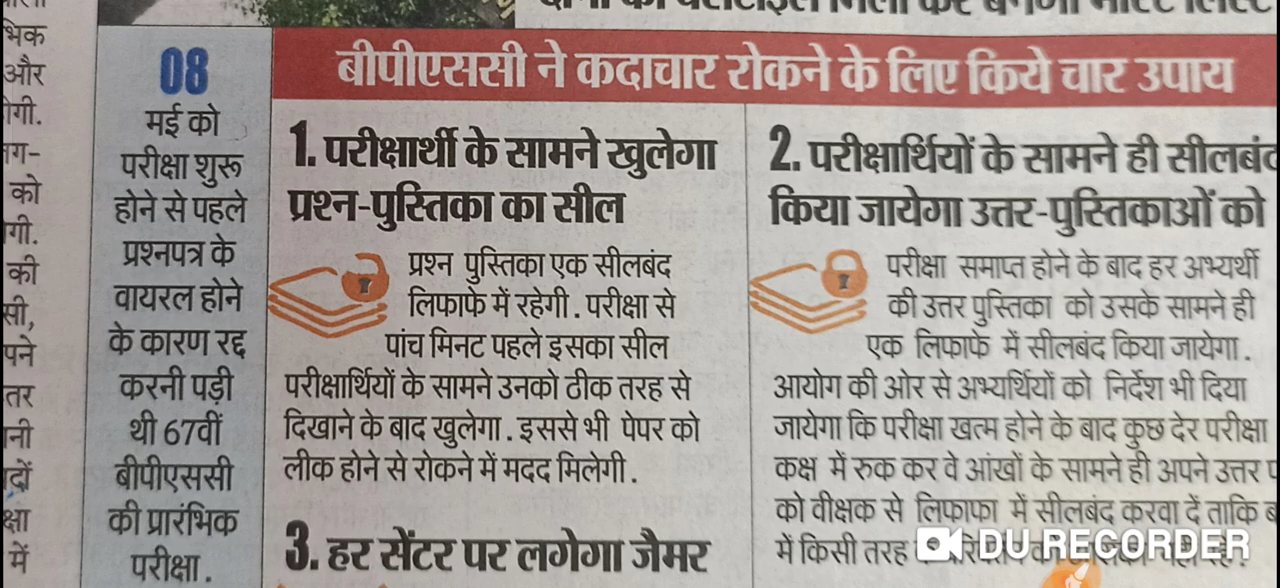 भिक
और
08
मई को
परीक्षा शुरू
होने से पहले
प्रश्नपत्र के
वायरल होने
के कारण रद्द
करनी पड़ी
थी 67वीं
बीपीएससी
की प्रारंभिक
परीक्षा.
बीपीएससी ने कदाचार रोकने के लिए किये चार उपाय
1. परीक्षार्थी के सामने खुलेगा
प्रश्न-पुस्तिका का सील
प्रश्न पुस्तिका एक सीलबंद
लिफाफे में रहेगी. परीक्षा से
पांच मिनट पहले इसका सील
परीक्षार्थियों के सामने उनको ठीक तरह से
दिखाने के बाद खुलेगा. इससे भी पेपर को
लीक होने से रोकने में मदद मिलेगी.
3. हर सेंटर पर लगेगा जैमर
2. परीक्षार्थियों के सामने ही सीलबंद
किया जायेगा उत्तर-पुस्तिकाओं को
परीक्षा समाप्त होने के बाद हर अभ्यर्थी
की उत्तर पुस्तिका को उसके सामने ही
एक लिफाफे में सीलबंद किया जायेगा.
आयोग की ओर से अभ्यर्थियों को निर्देश भी दिया
जायेगा कि परीक्षा खत्म होने के बाद कुछ देर परीक्षा
कक्ष में रुक कर वे आंखों के सामने ही अपने उत्तर
को वीक्षक से लिफाफा में सीलबंद करवा दें ताकि
में किसी तरह
DU RECORDER